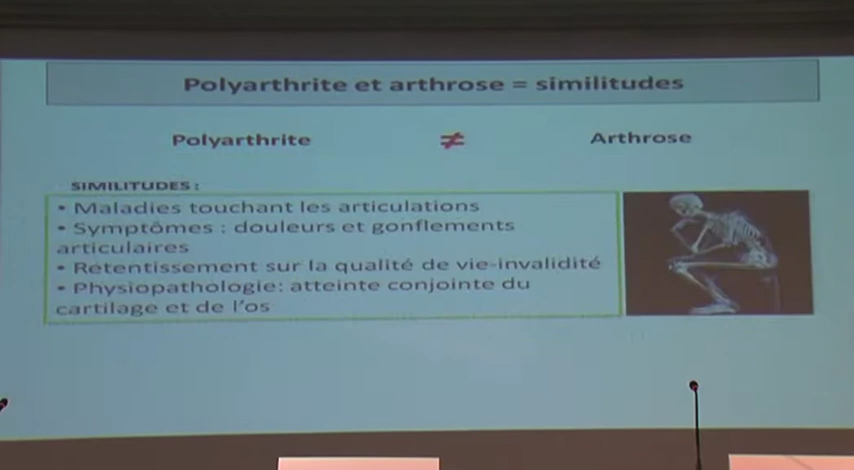 Polyarthrite et arthrose = similitudes
Polyarthrite ≠ Arthrose
SIMILITUDES :
• Maladies touchant les articulations
• Symptômes : douleurs et gonflements
articulaires
• Retentissement sur la qualité de vie-invalidité
• Physiopathologie: atteinte conjointe du
cartilage et de l'os